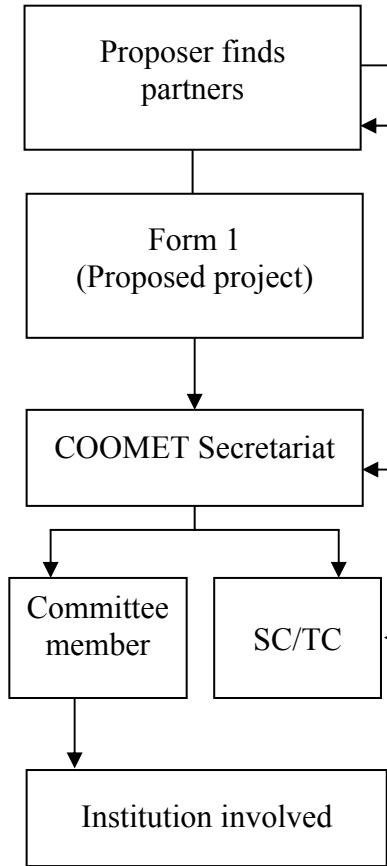 Proposer finds
partners
Form 1
(Proposed project)
COOMET Secretariat
Committee
member
SC/TC
Institution involved